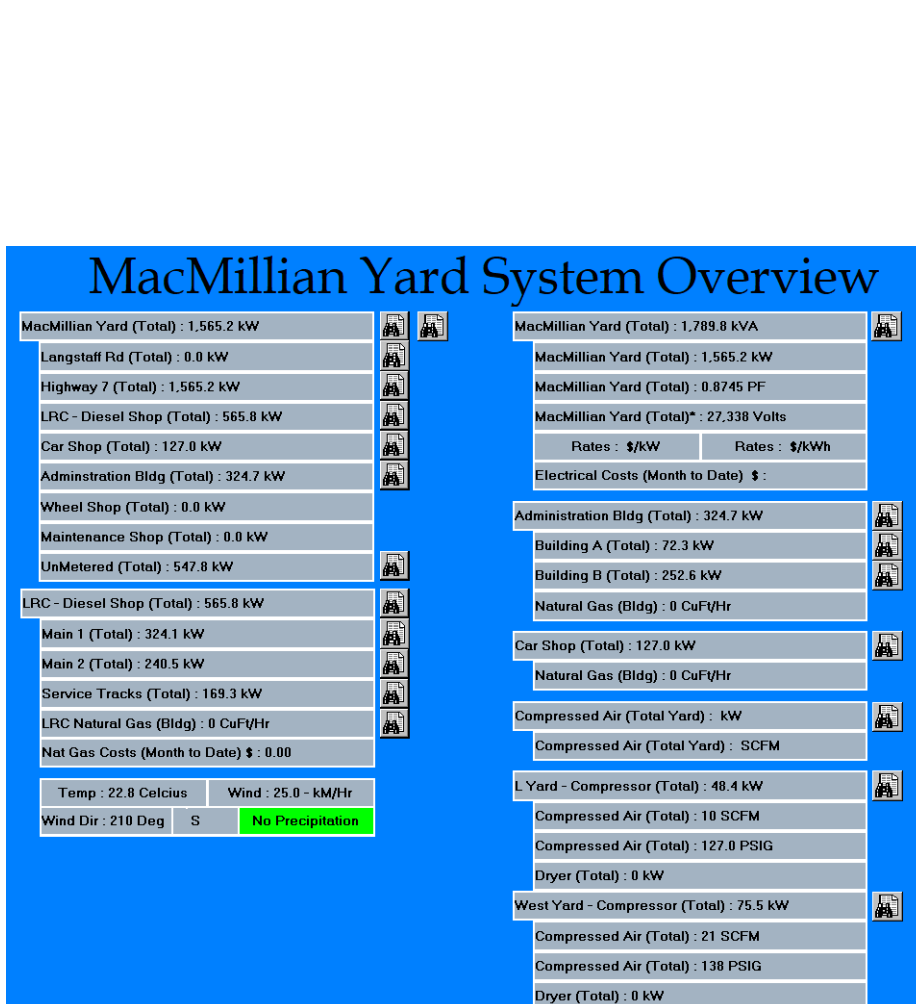 MacMillian Yard System Overview
MacMillian Yard (Total) : 1,565.2 kW
Langstaff Rd (Total) : 0.0 kW
Highway 7 (Total) : 1,565.2 kW
LRC - Diesel Shop (Total) : 565.8 kW
Car Shop (Total) : 127.0 kW
Adminstration Bldg (Total) : 324.7 kW
Wheel Shop (Total) : 0.0 kW
Maintenance Shop (Total) : 0.0 kW
UnMetered (Total) : 547.8 kW
LRC - Diesel Shop (Total) : 565.8 kW
Main 1 (Total) : 324.1 kW
Main 2 (Total) : 240.5 kW
Service Tracks (Total) : 169.3 kW
LRC Natural Gas (Bldg) : 0 CuFt/Hr
Nat Gas Costs (Month to Date) $ : 0.00
Temp : 22.8 Celcius Wind : 25.0 - kM/Hr
Wind Dir : 210 Deg S No Precipitation
MacMillian Yard (Total) : 1,789.8 kVA
MacMillian Yard (Total) : 1,565.2 kW
MacMillian Yard (Total) : 0.8745 PF
MacMillian Yard (Total)* : 27,338 Volts
Rates : $/kW Rates : $/kWh
Electrical Costs (Month to Date) $ :
Administration Bldg (Total) : 324.7 kW
Building A (Total) : 72.3 kW
Building B (Total) : 252.6 kW
Natural Gas (Bldg) : 0 CuFt/Hr
Car Shop (Total) : 127.0 kW
Natural Gas (Bldg) : 0 CuFt/Hr
Compressed Air (Total Yard) : kW
Compressed Air (Total Yard) : SCFM
L Yard - Compressor (Total) : 48.4 kW
Compressed Air (Total) : 10 SCFM
Compressed Air (Total) : 127.0 PSIG
Dryer (Total) : 0 kW
West Yard - Compressor (Total) : 75.5 kW
Compressed Air (Total) : 21 SCFM
Compressed Air (Total) : 138 PSIG
Dryer (Total) : 0 kW